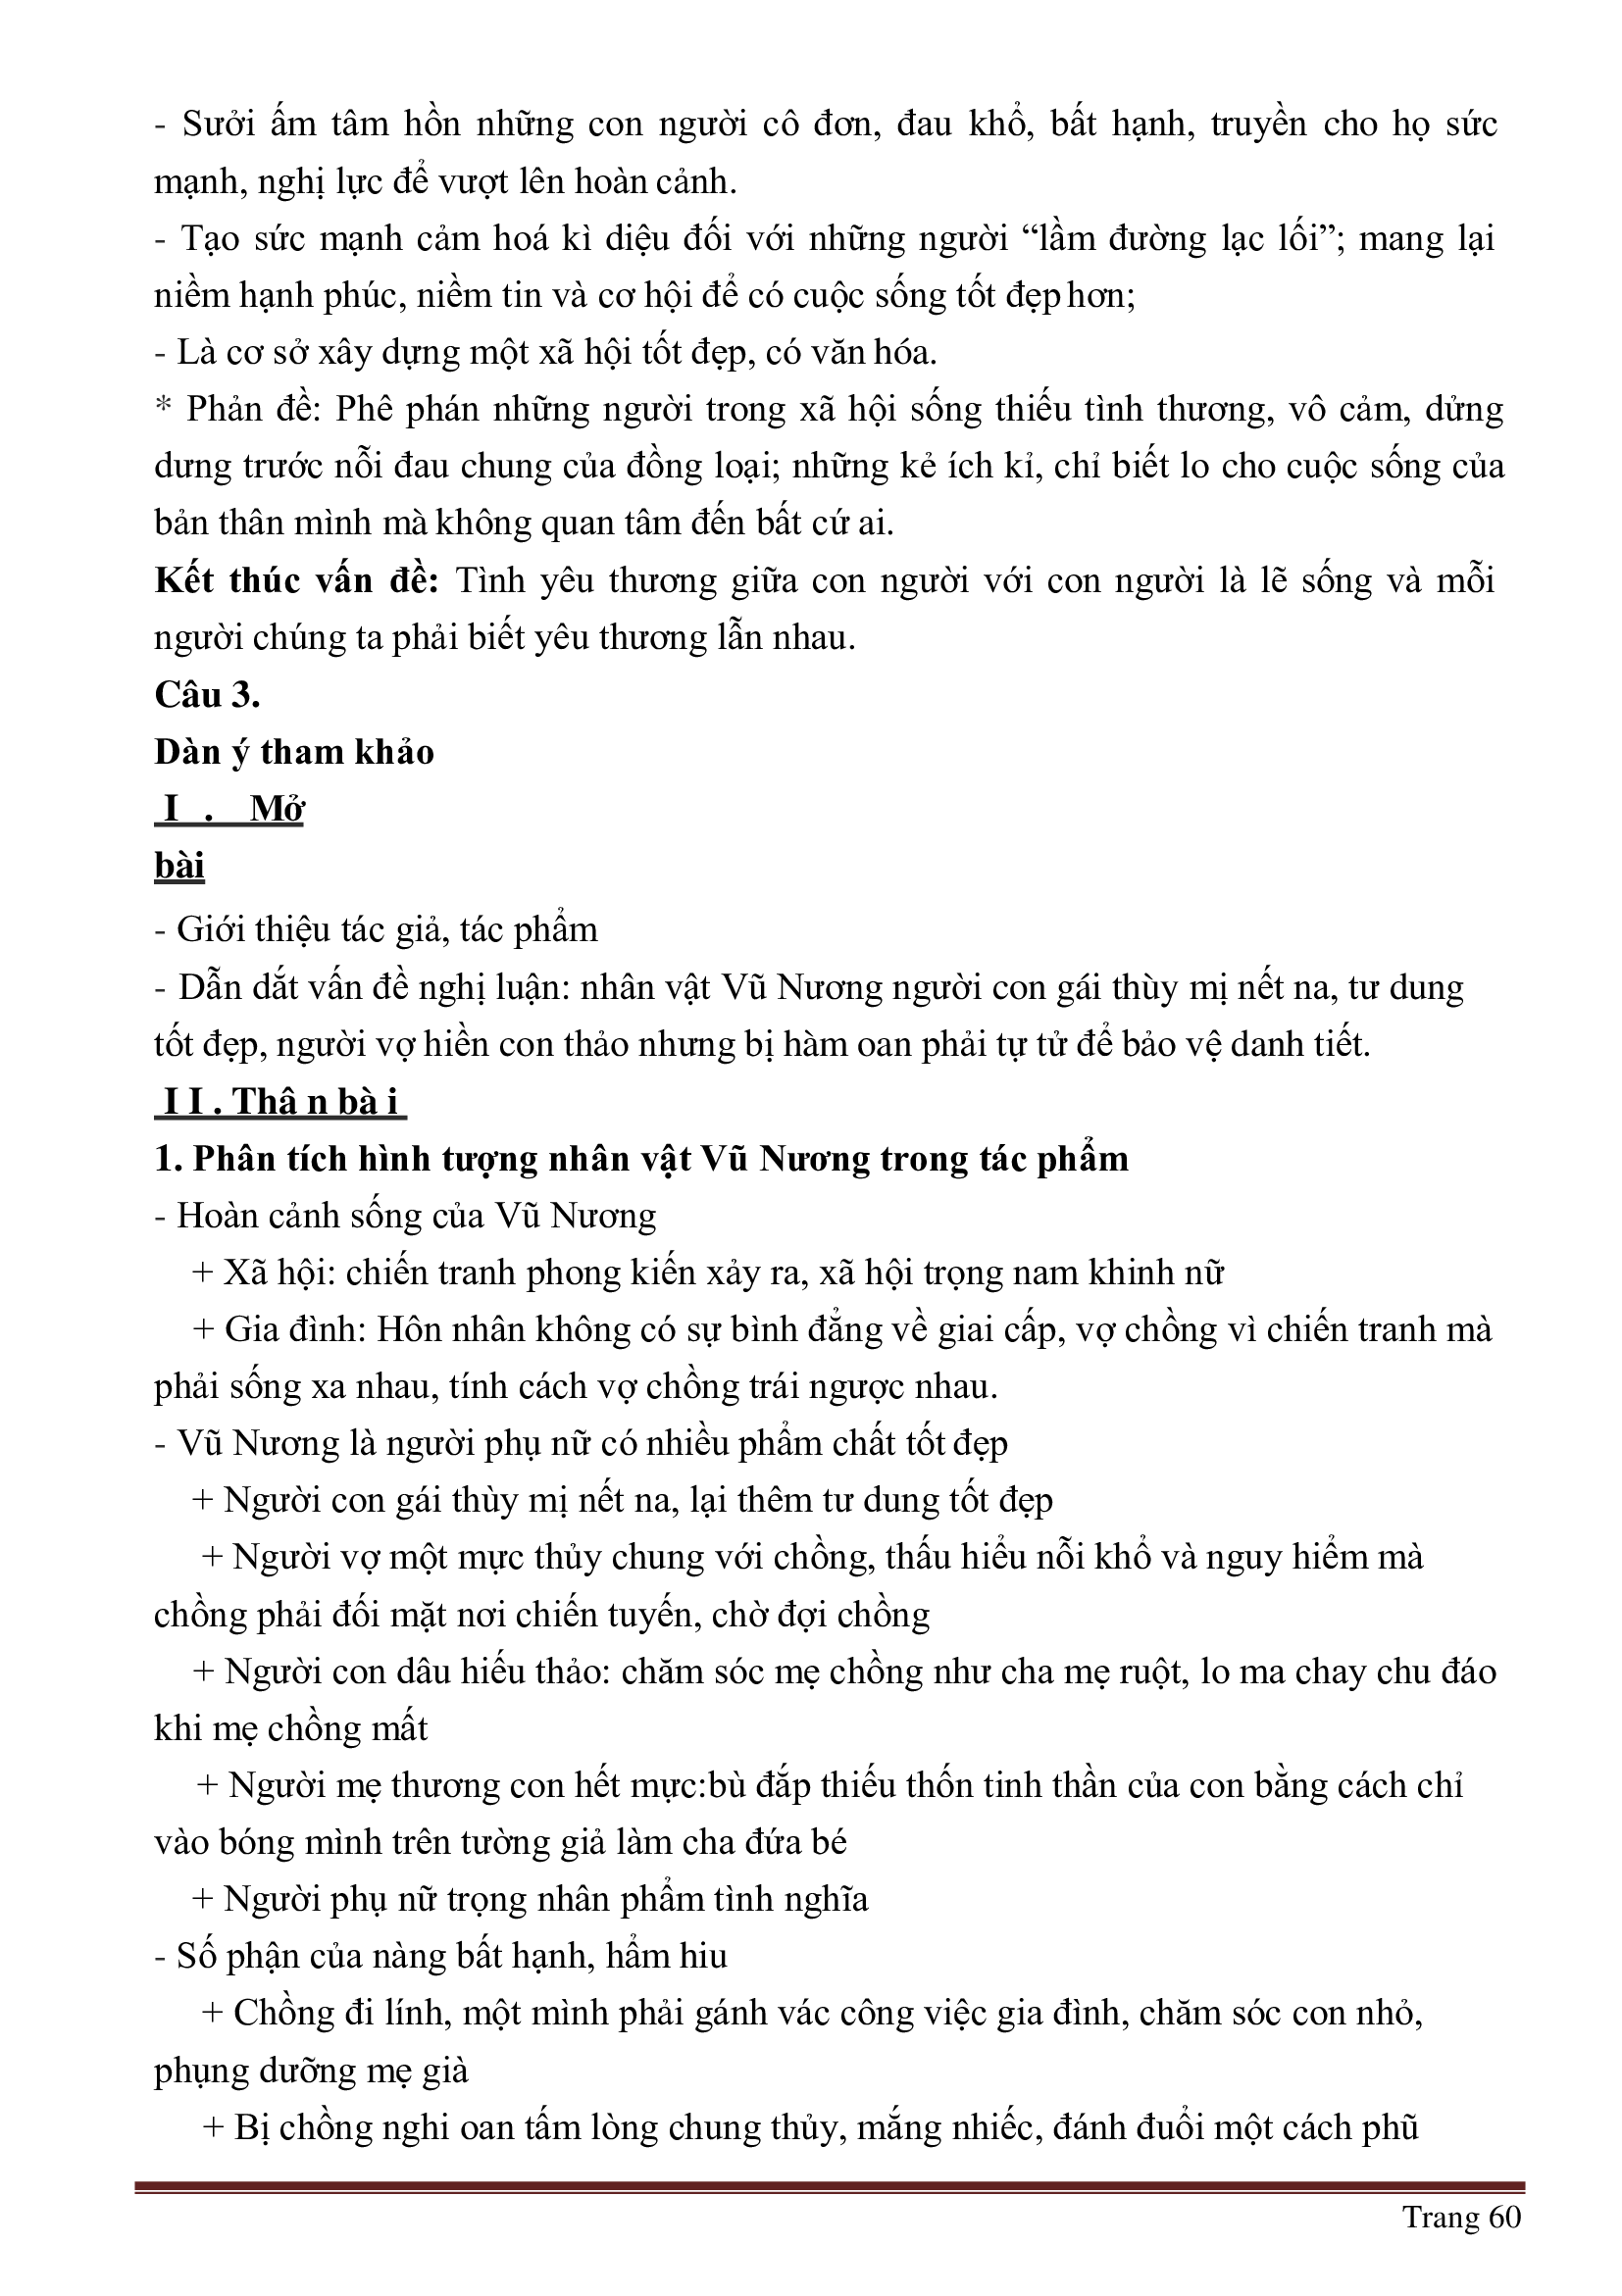 - Sưởi ấm tâm hồn những con người cô đơn, đau khổ, bất hạnh, truyền cho họ sức
mạnh, nghị lực để vượt lên hoàn cảnh.
- Tạo sức mạnh cảm hoá kì diệu đối với những người “lầm đường lạc lối”; mang lại
niềm hạnh phúc, niềm tin và cơ hội để có cuộc sống tốt đẹp hơn;
- Là cơ sở xây dựng một xã hội tốt đẹp, có văn hóa.
* Phản đề: Phê phán những người trong xã hội sống thiếu tình thương, vô cảm, dửng
dưng trước nỗi đau chung của đồng loại; những kẻ ích kỉ, chỉ biết lo cho cuộc sống của
bản thân mình mà không quan tâm đến bất cứ ai.
Kết thúc vấn đề: Tình yêu thương giữa con người với con người là lẽ sống và mỗi
người chúng ta phải biết yêu thương lẫn nhau.
Câu 3.
Dàn ý tham khảo
I . Mở
bài
- Giới thiệu tác giả, tác phẩm
- Dẫn dắt vấn đề nghị luận: nhân vật Vũ Nương người con gái thùy mị nết na, tư dung
tốt đẹp, người vợ hiền con thảo nhưng bị hàm oan phải tự tử để bảo vệ danh tiết.
I I . Thâ n bà i
1. Phân tích hình tượng nhân vật Vũ Nương trong tác phẩm
- Hoàn cảnh sống của Vũ Nương
+ Xã hội: chiến tranh phong kiến xảy ra, xã hội trọng nam khinh nữ
+ Gia đình: Hôn nhân không có sự bình đẳng về giai cấp, vợ chồng vì chiến tranh mà
phải sống xa nhau, tính cách vợ chồng trái ngược nhau.
- Vũ Nương là người phụ nữ có nhiều phẩm chất tốt đẹp
+ Người con gái thùy mị nết na, lại thêm tư dung tốt đẹp
+ Người vợ một mực thủy chung với chồng, thấu hiểu nỗi khổ và nguy hiểm mà
chồng phải đối mặt nơi chiến tuyến, chờ đợi chồng
+ Người con dâu hiếu thảo: chăm sóc mẹ chồng như cha mẹ ruột, lo ma chay chu đáo
khi mẹ chồng mất
+ Người mẹ thương con hết mực:bù đắp thiếu thốn tinh thần của con bằng cách chỉ
vào bóng mình trên tường giả làm cha đứa bé
+ Người phụ nữ trọng nhân phẩm tình nghĩa
- Số phận của nàng bất hạnh, hẩm hiu
+ Chồng đi lính, một mình phải gánh vác công việc gia đình, chăm sóc con nhỏ,
phụng dưỡng mẹ già
+ Bị chồng nghi oan tấm lòng chung thủy, mắng nhiếc, đánh đuổi một cách phũ
Trang 60